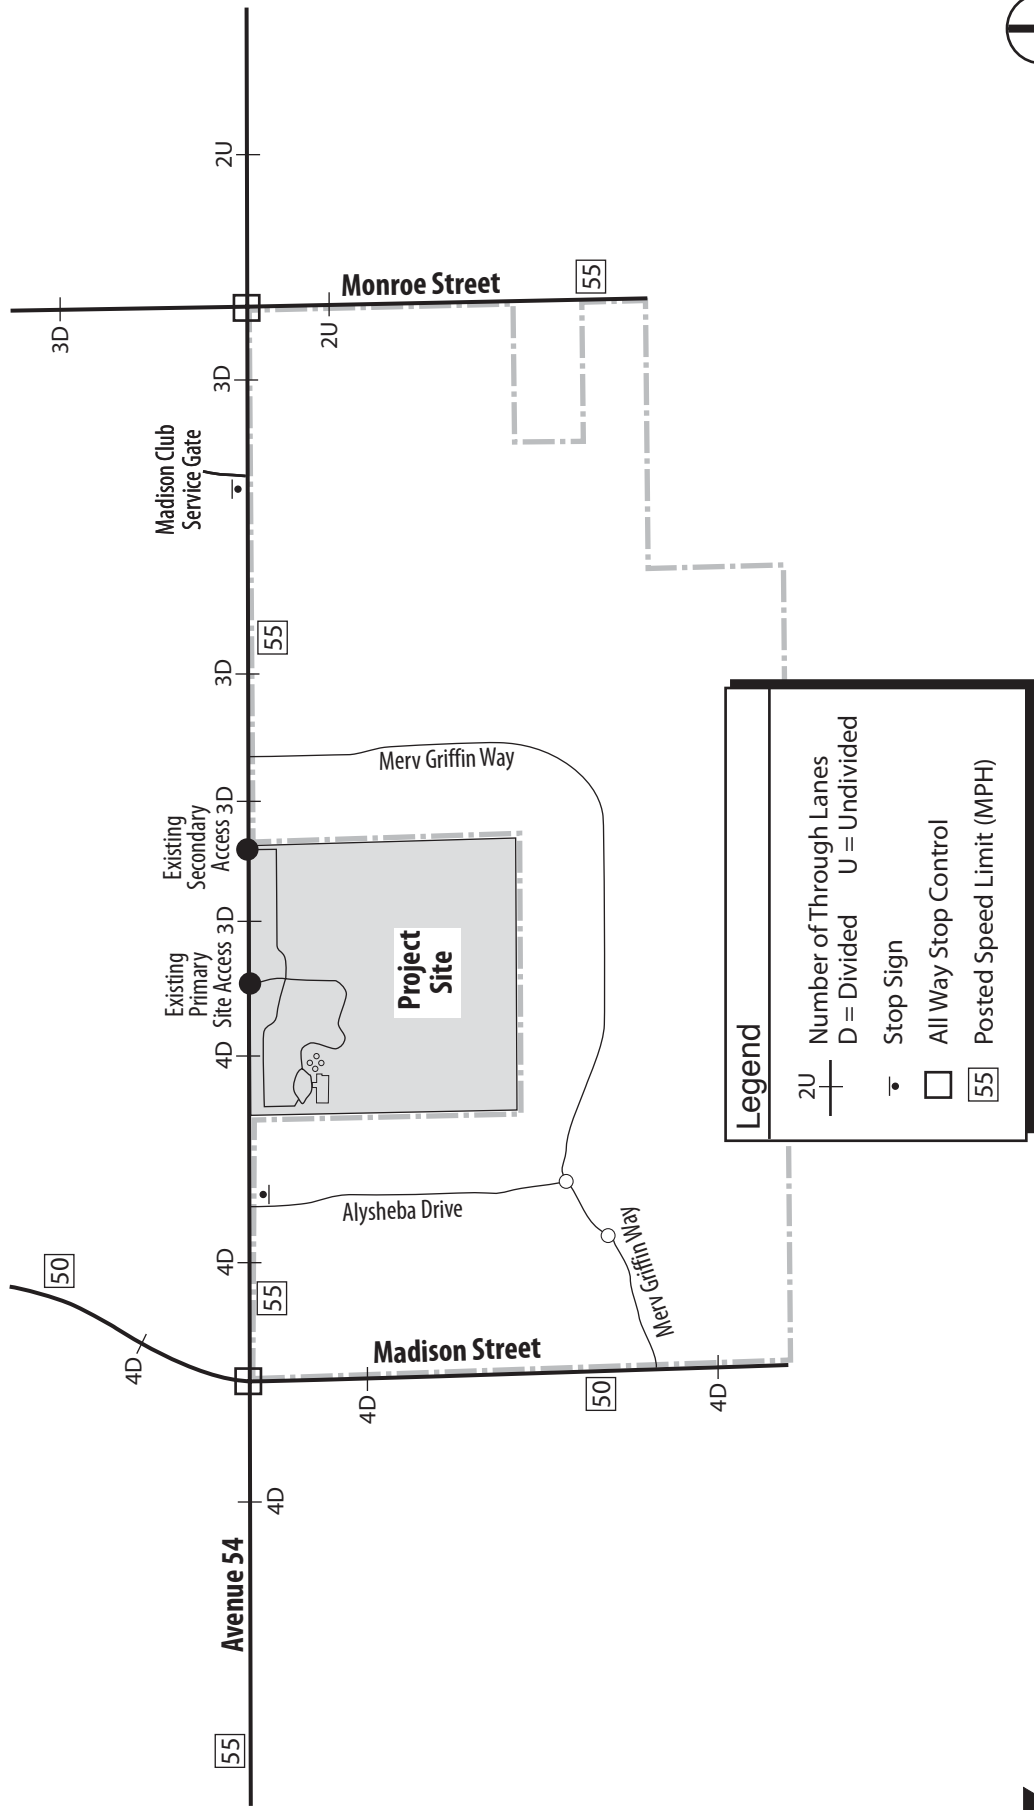 50
4D
3D
Madison Club
Service Gate
Existing
Primary
Site Access
Existing
Secondary
Access
55
Avenue 54
4D
4D
3D
3D
3D
3D
2U
4D
55
55
Madison Street
4D
50
4D
Alysheba Drive
Merv Griffin Way
Project
Site
Merv Griffin Way
2U
Monroe Street
55
Legend
2U
Number of Through Lanes
D = Divided U = Undivided
Stop Sign
All Way Stop Control
55
Posted Speed Limit (MPH)